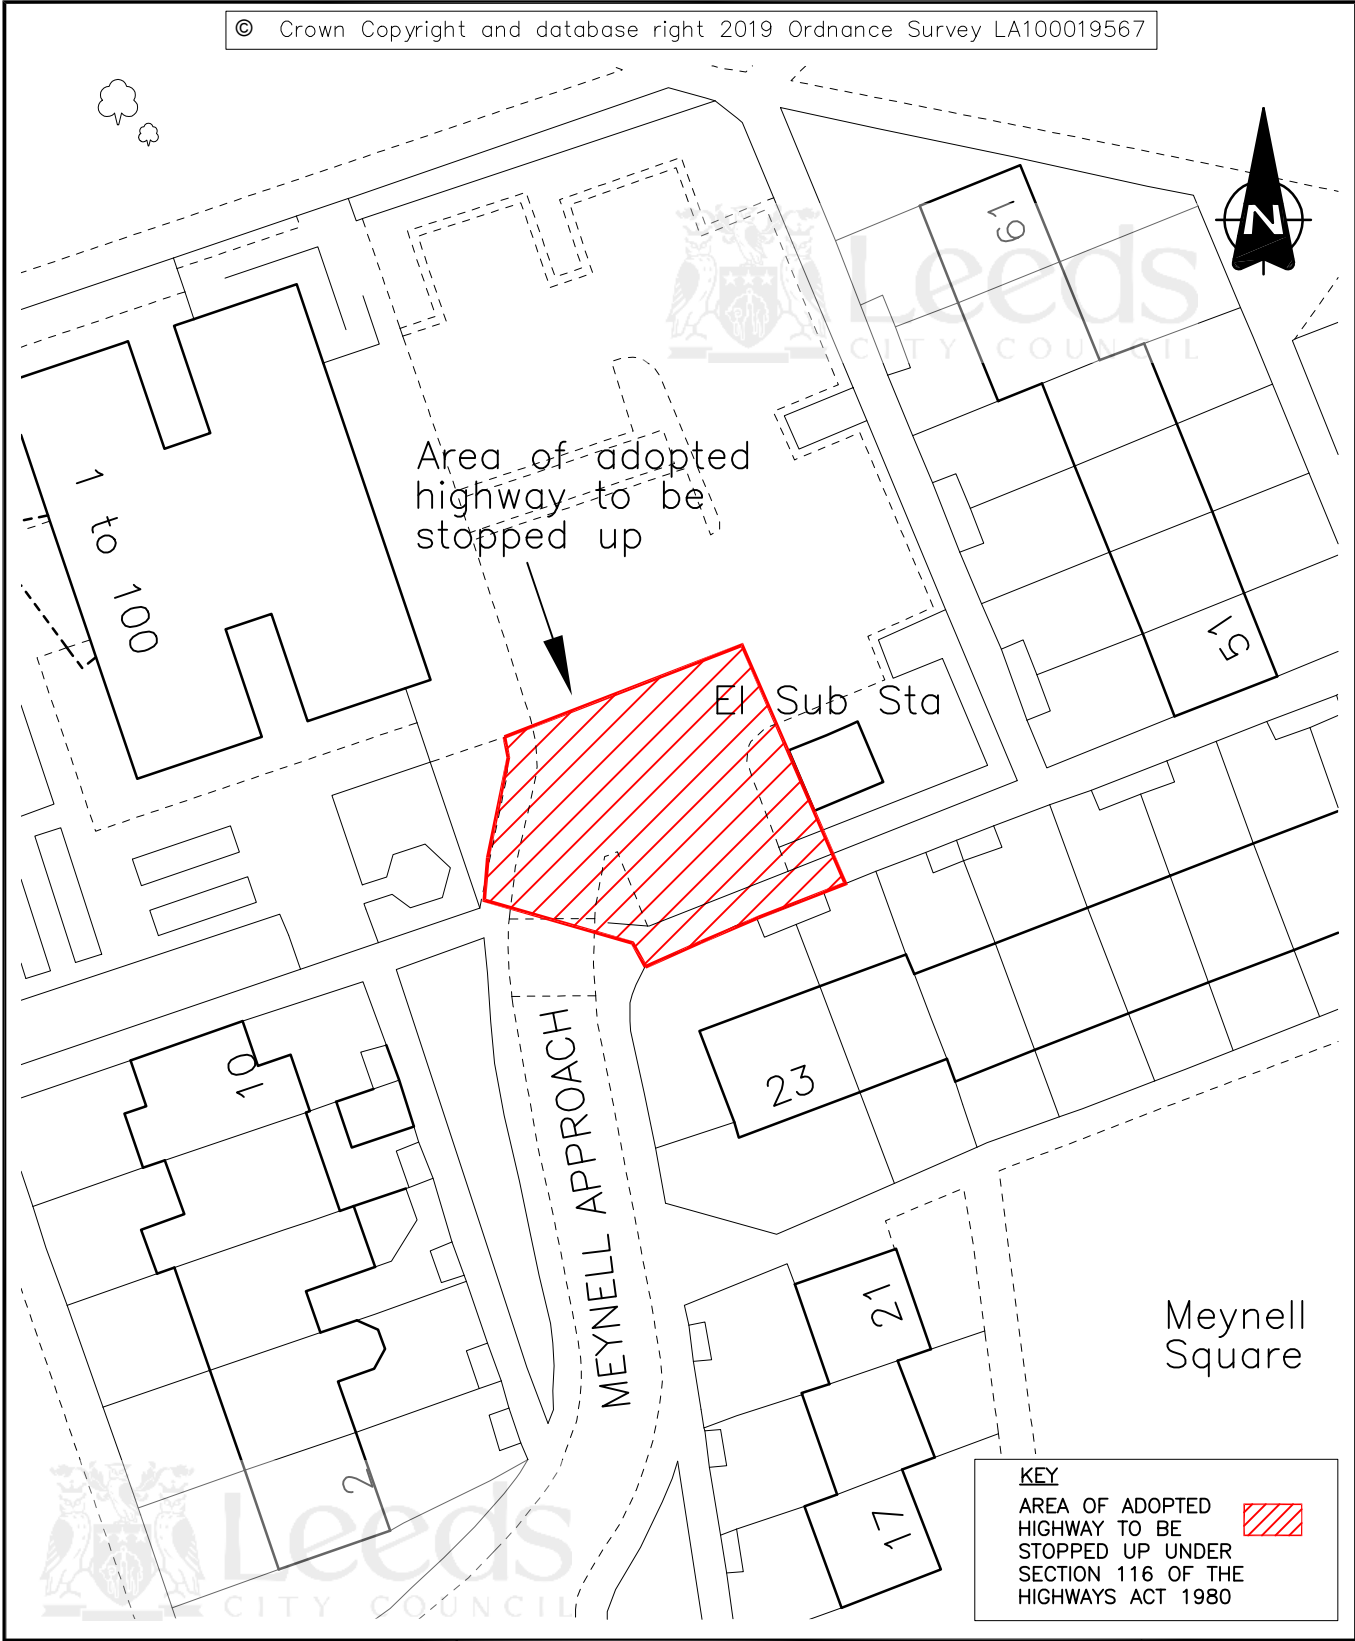 © Crown Copyright and database right 2019 Ordnance Survey LA100019567
N
Leeds
CITY COUNCIL
61
Area of adopted
highway to be
stopped up
1 to 100
51
El Sub Sta
10
MEYNELL APPROACH
23
21
Meynell
Square
2
17
Leeds
CITY COUNCIL
KEY
AREA OF ADOPTED
HIGHWAY TO BE
STOPPED UP UNDER
SECTION 116 OF THE
HIGHWAYS ACT 1980